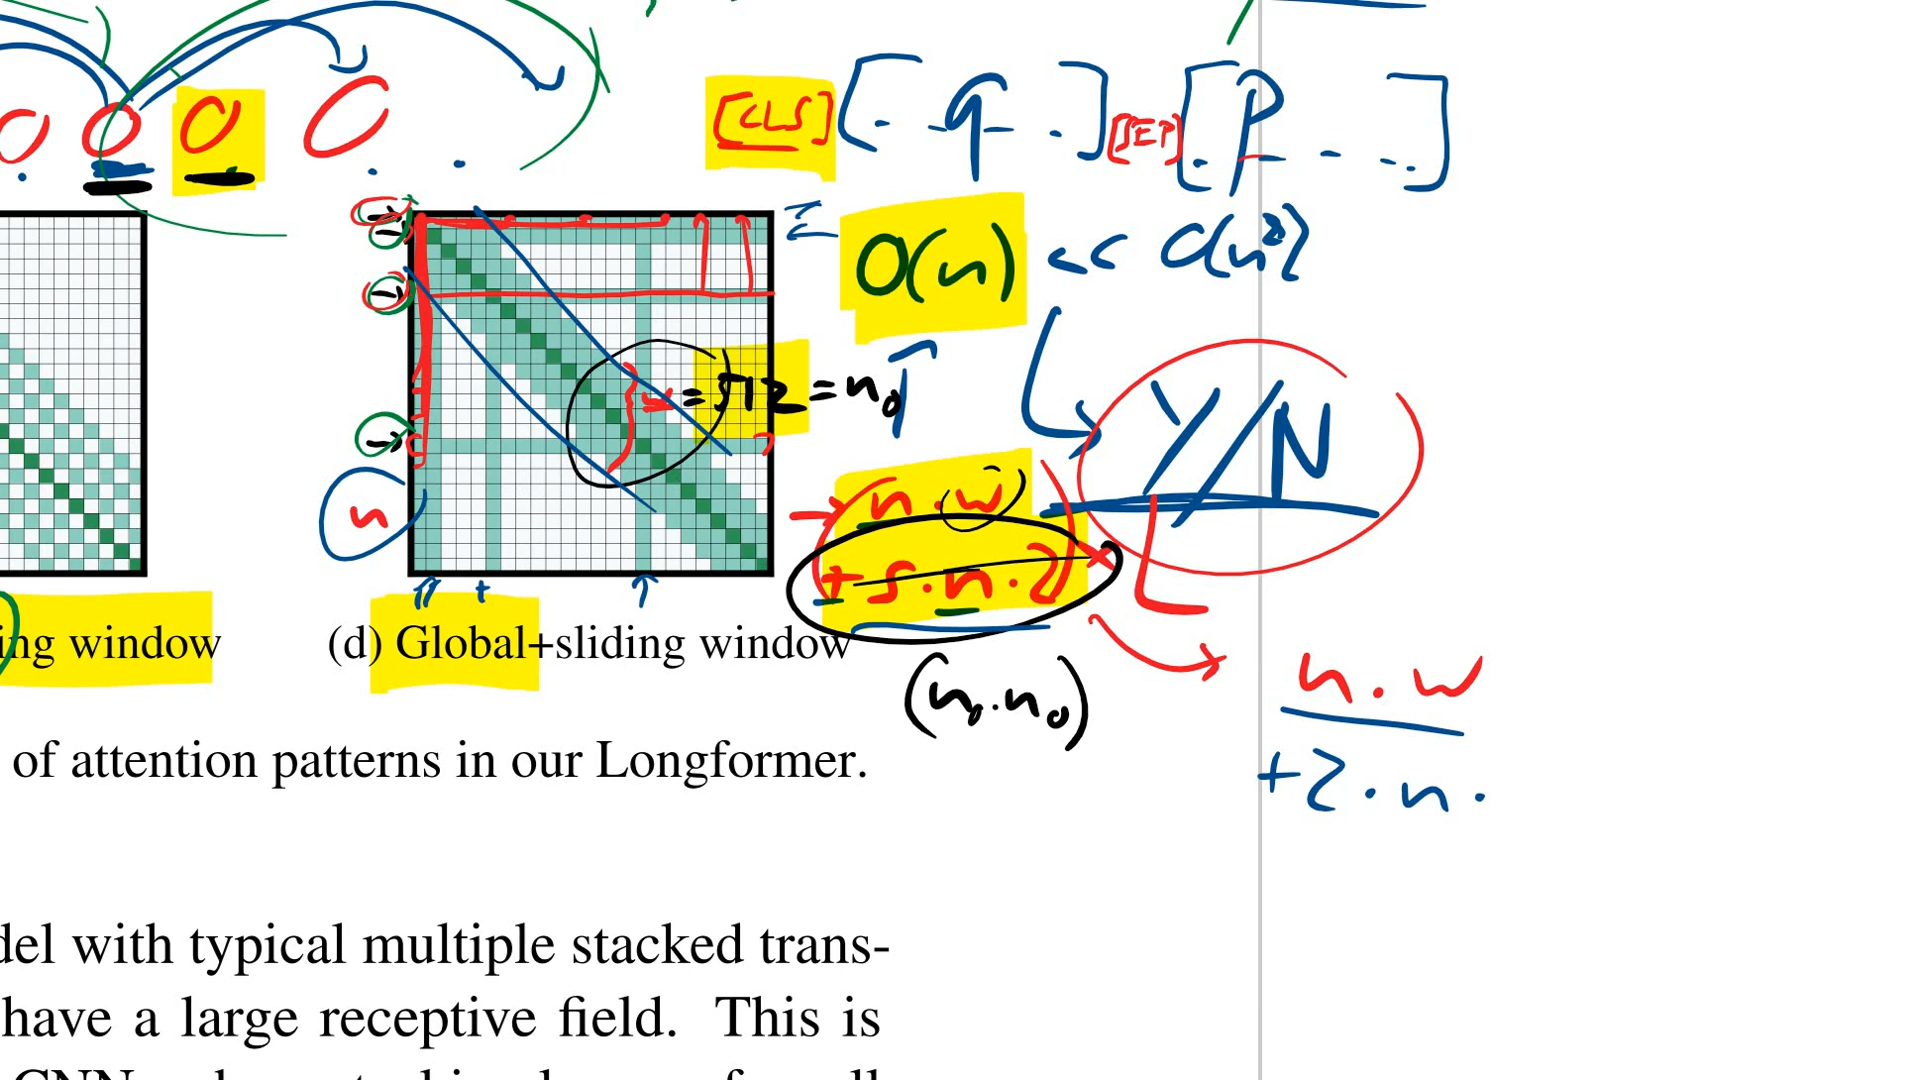 [CLS] [ . - q - . ] [SEP] [ . P - - .. ]
O(n) << O(n²)
w = 512 = n₀
Y/N
n
n.w
+ s.n.2
ing window
(d) Global+sliding window
n.w
(n₀.n₀)
+2.n.
of attention patterns in our Longformer.
del with typical multiple stacked trans-
have a large receptive field. This is